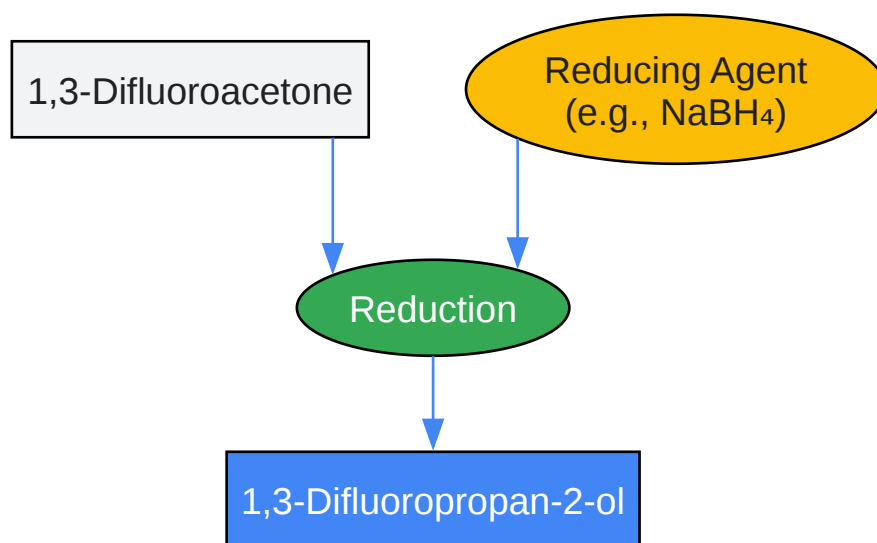 1,3-Difluoroacetone
Reducing Agent
(e.g., NaBH₄)
Reduction
1,3-Difluoropropan-2-ol